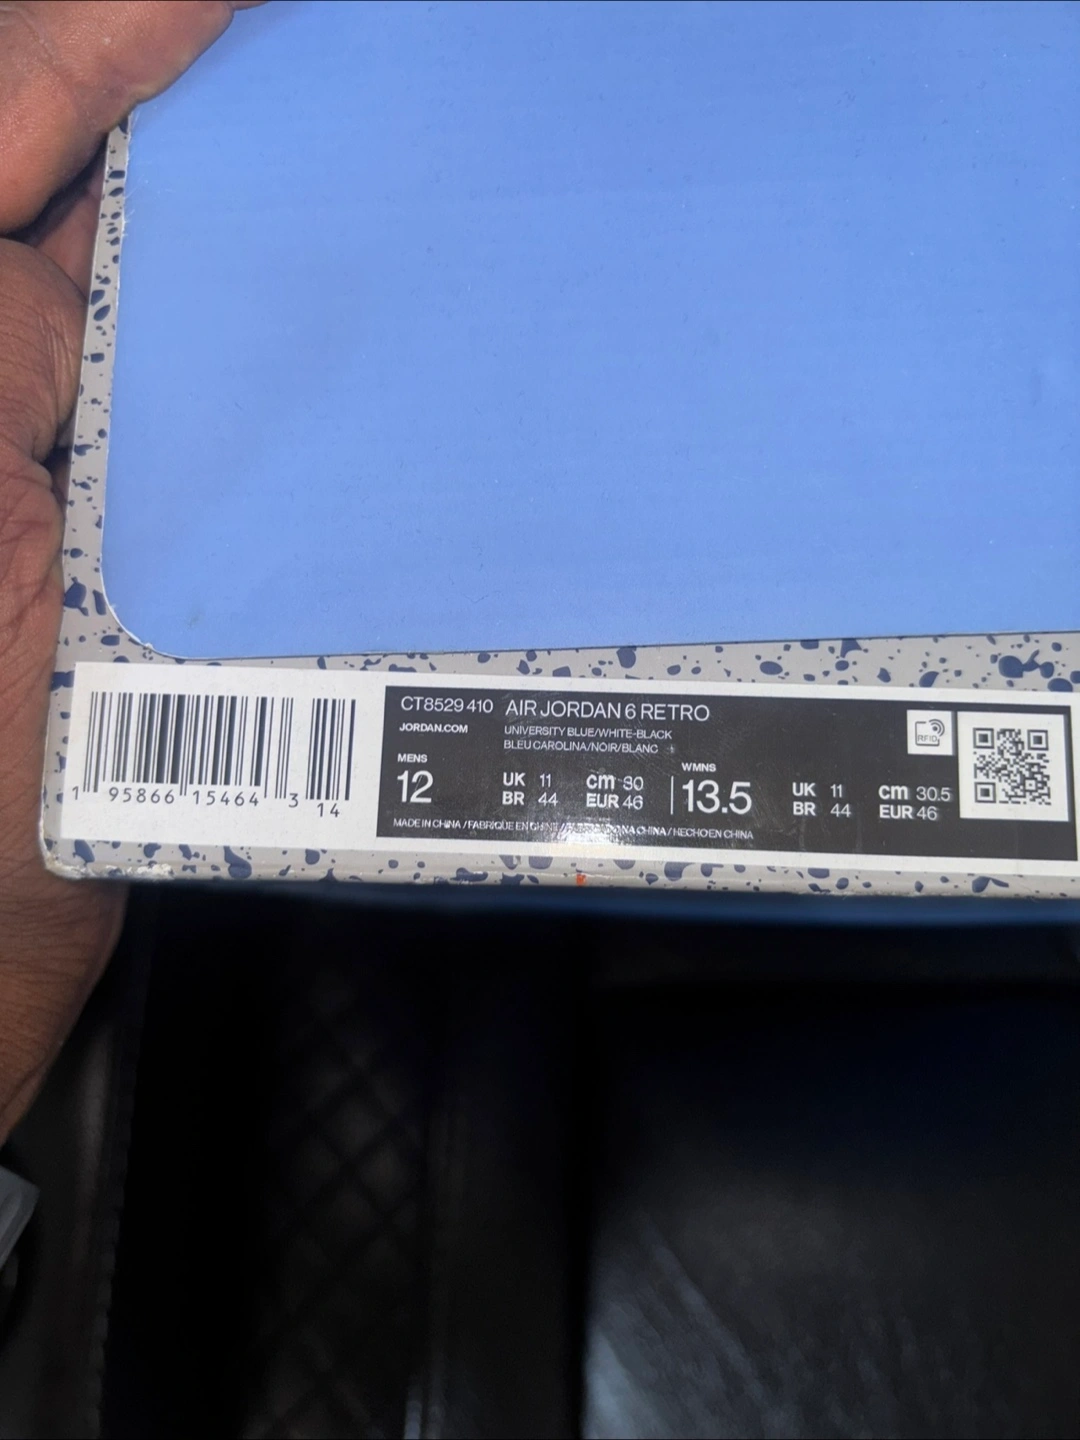 CT8529 410 AIR JORDAN 6 RETRO
JORDAN.COM
UNIVERSITY BLUE/WHITE-BLACK
BLEU CAROLINA/NOIR/BLANC
RFID
MENS
12
UK 11 cm 30
BR 44 EUR 46
WMNS
13.5
UK 11 cm 30.5
BR 44 EUR 46
MADE IN CHINA / FABRIQUÉ EN CHINE / CHINA / HECHO EN CHINA
1 95866 15464 3
14